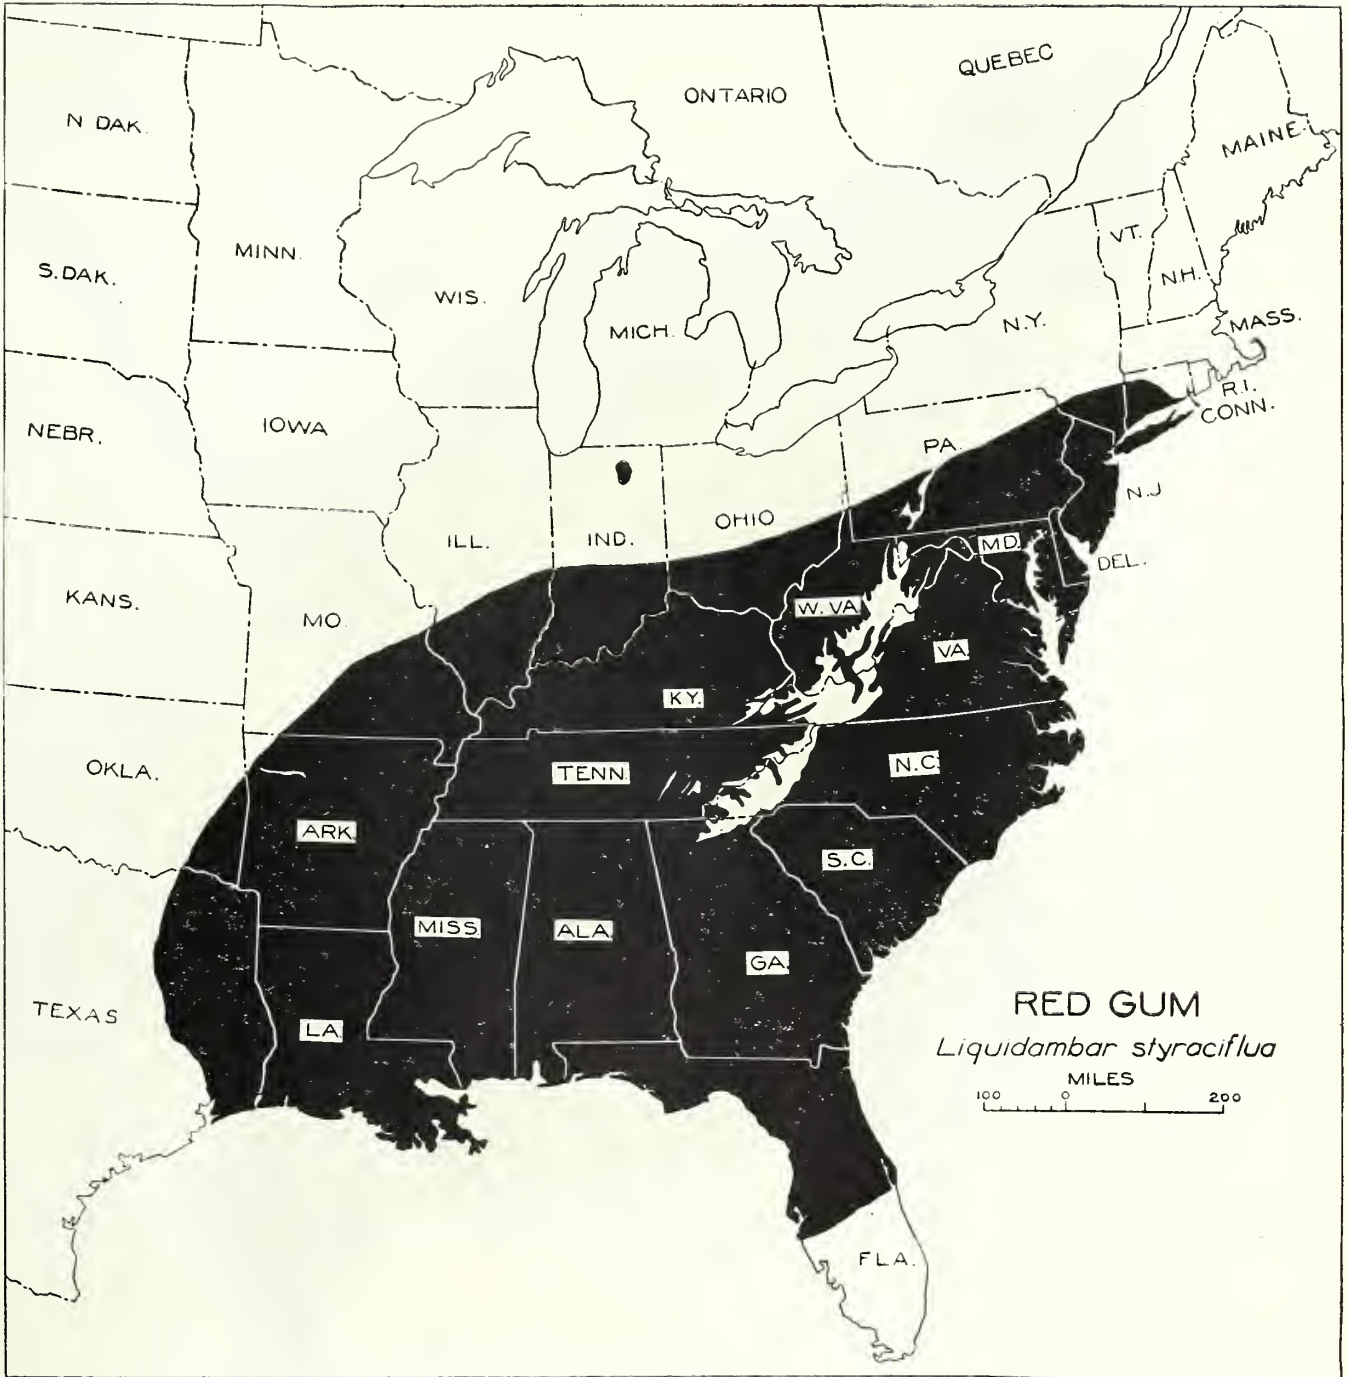 QUEBEC
ONTARIO
N DAK.
MAINE.
VT.
MINN.
S.DAK.
N.H.
WIS.
N.Y.
MASS.
MICH.
R.I.
CONN.
IOWA
NEBR.
PA.
N.J
OHIO
ILL.
IND.
MD.
DEL.
KANS.
W.VA.
MO.
VA.
KY.
N.C.
OKLA.
TENN.
ARK.
S.C.
MISS.
ALA.
GA.
TEXAS
LA.
RED GUM
Liquidambar styraciflua
MILES
100 0 200
FLA.